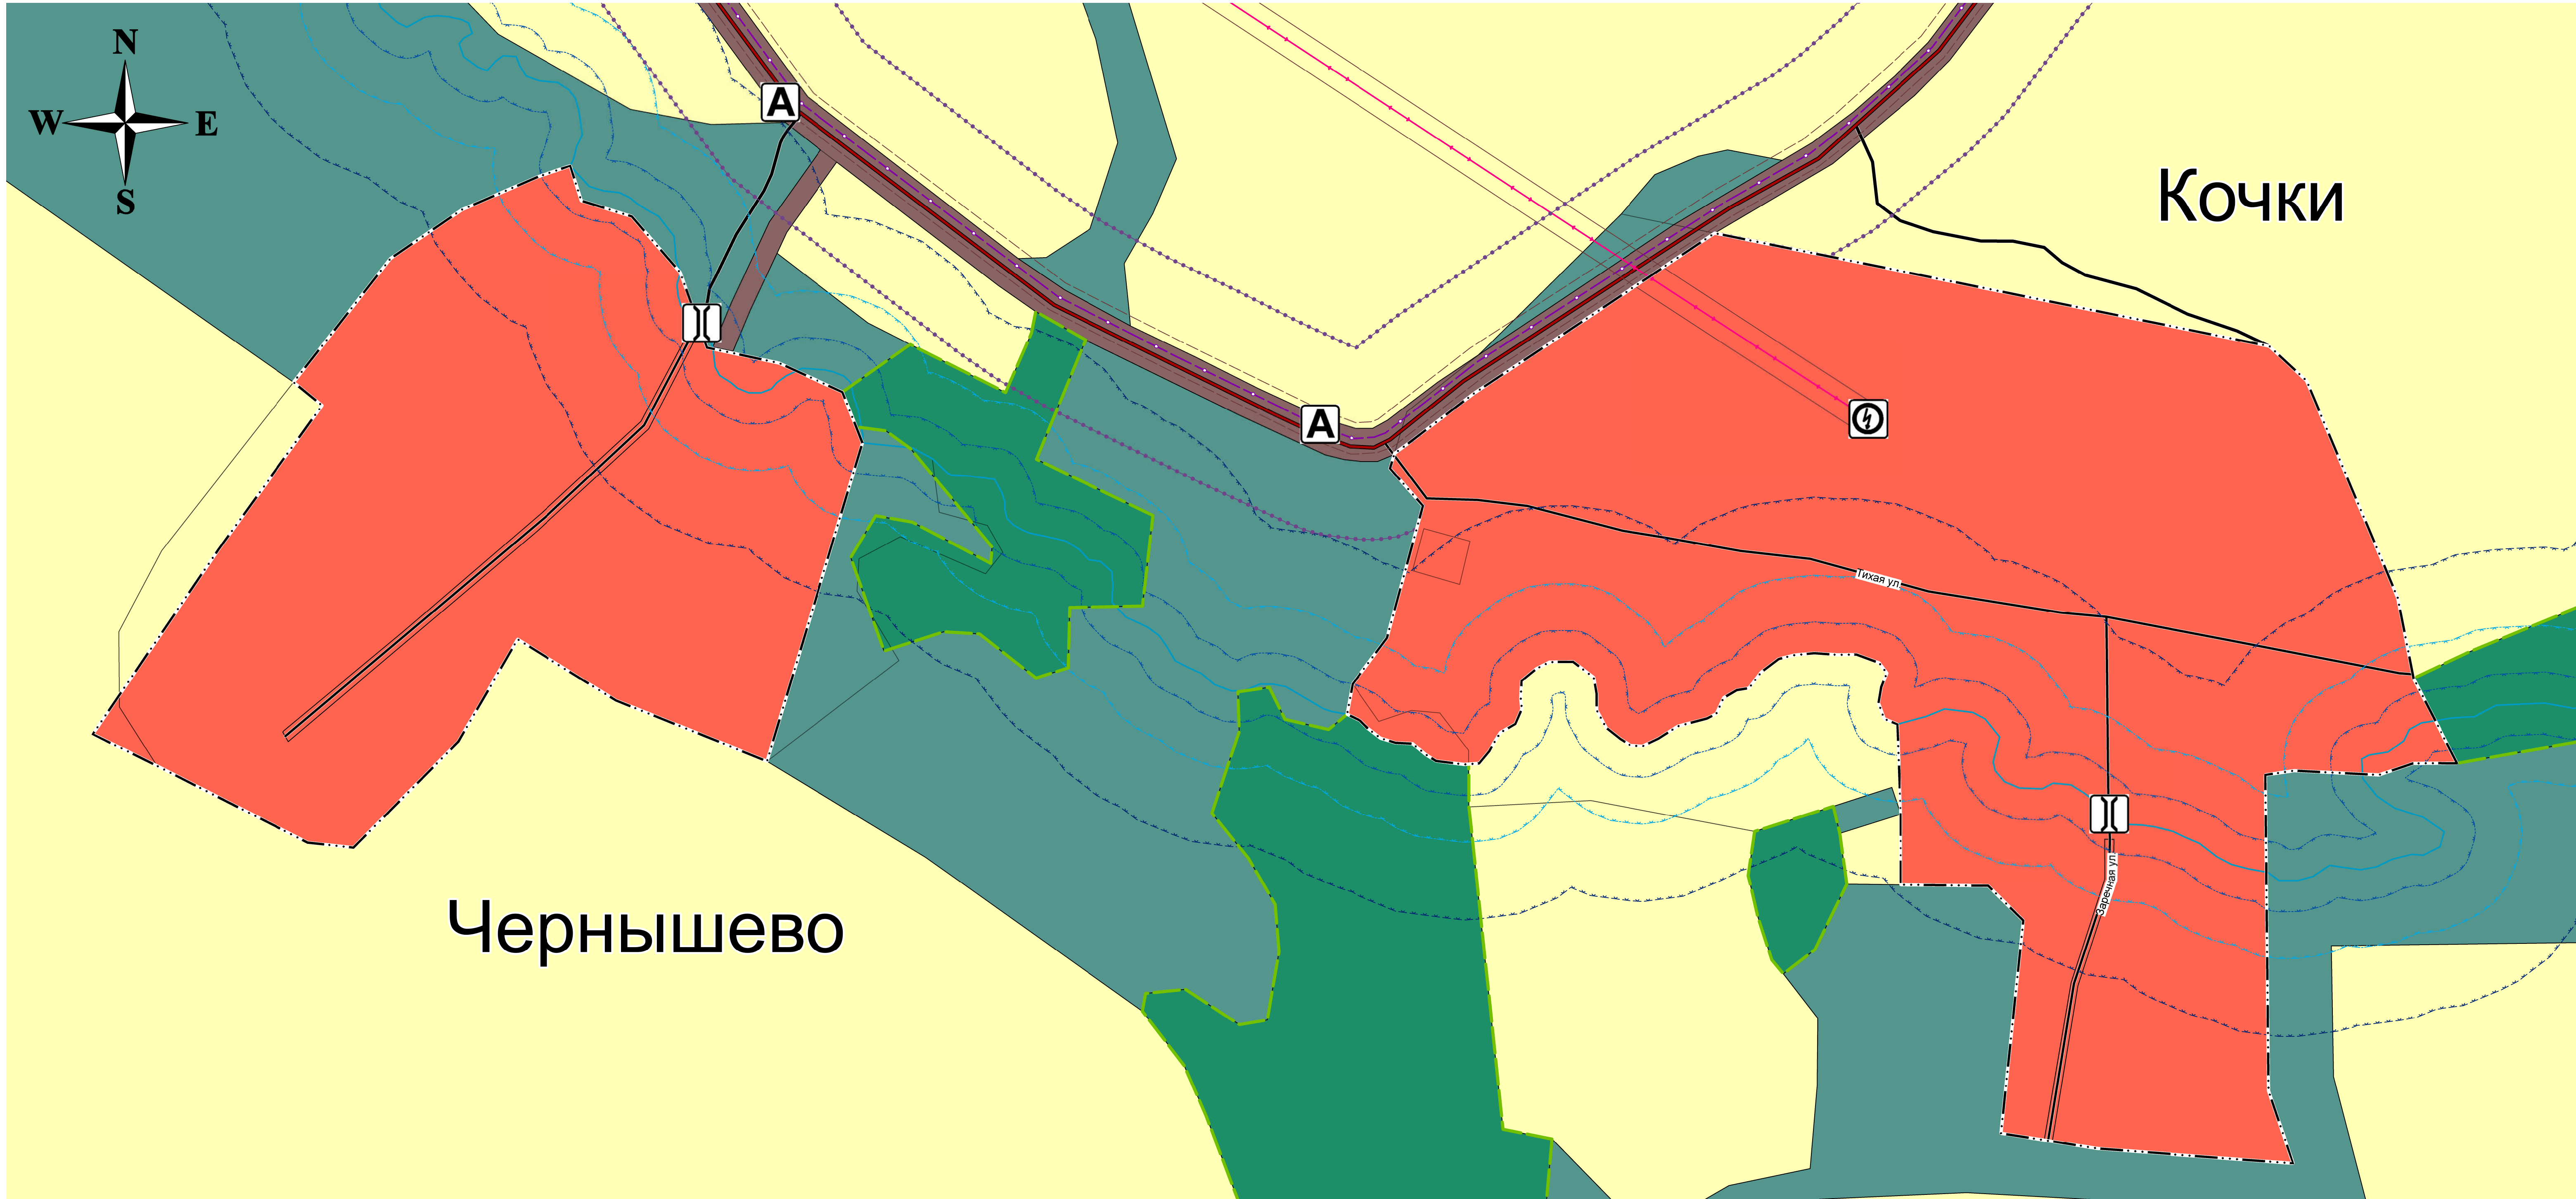 N
W E
S
A
Кочки
A
Тихая ул
Заречная ул
Чернышево